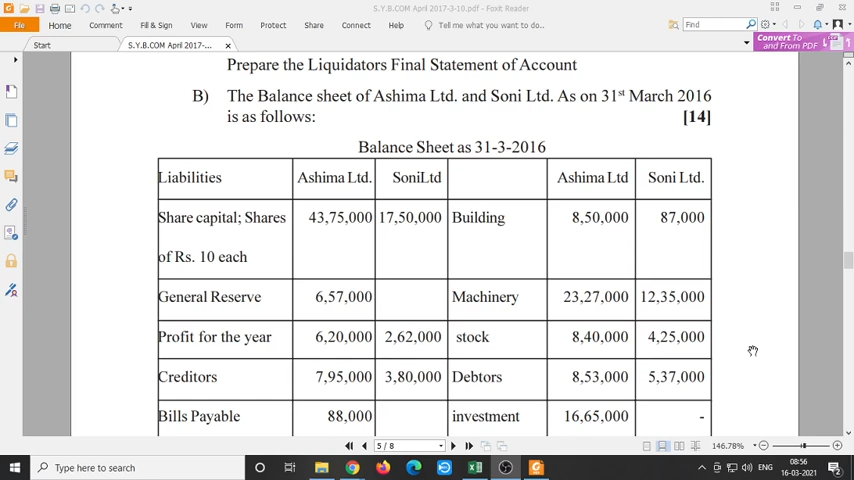 S.Y.B.COM April 2017-3-10.pdf - Foxit Reader
File Home Comment Fill & Sign View Form Protect Share Connect Help Tell me what you want to do... Find
Start S.Y.B.COM April 2017-...
Convert To
and From PDF
Prepare the Liquidators Final Statement of Account
B) The Balance sheet of Ashima Ltd. and Soni Ltd. As on 31st March 2016
is as follows: [14]
Balance Sheet as 31-3-2016
Liabilities Ashima Ltd. SoniLtd Ashima Ltd Soni Ltd.
Share capital; Shares 43,75,000 17,50,000 Building 8,50,000 87,000
of Rs. 10 each
General Reserve 6,57,000 Machinery 23,27,000 12,35,000
Profit for the year 6,20,000 2,62,000 stock 8,40,000 4,25,000
Creditors 7,95,000 3,80,000 Debtors 8,53,000 5,37,000
Bills Payable 88,000 investment 16,65,000 -
5 / 8 146.78%
Type here to search ENG 08:56
16-03-2021 2